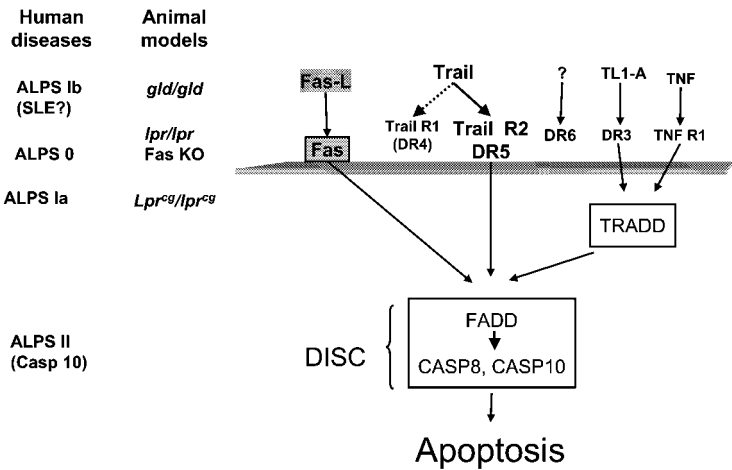 Human diseases
Animal models
ALPS Ib
(SLE?)
gld/gld
Fas-L
Trail
?
TL1-A
TNF
ALPS 0
lpr/lpr
Fas KO
Fas
Trail R1
(DR4)
Trail R2
DR5
DR6
DR3
TNF R1
ALPS Ia
Lprcg/lprcg
TRADD
ALPS II
(Casp 10)
DISC
FADD
CASP8, CASP10
Apoptosis